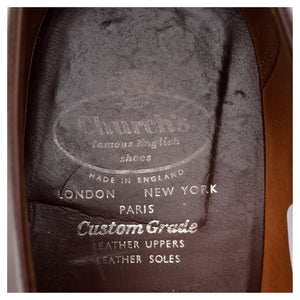 Church's
famous English
shoes
MADE IN ENGLAND
LONDON NEW YORK
PARIS
Custom Grade
LEATHER UPPERS
LEATHER SOLES